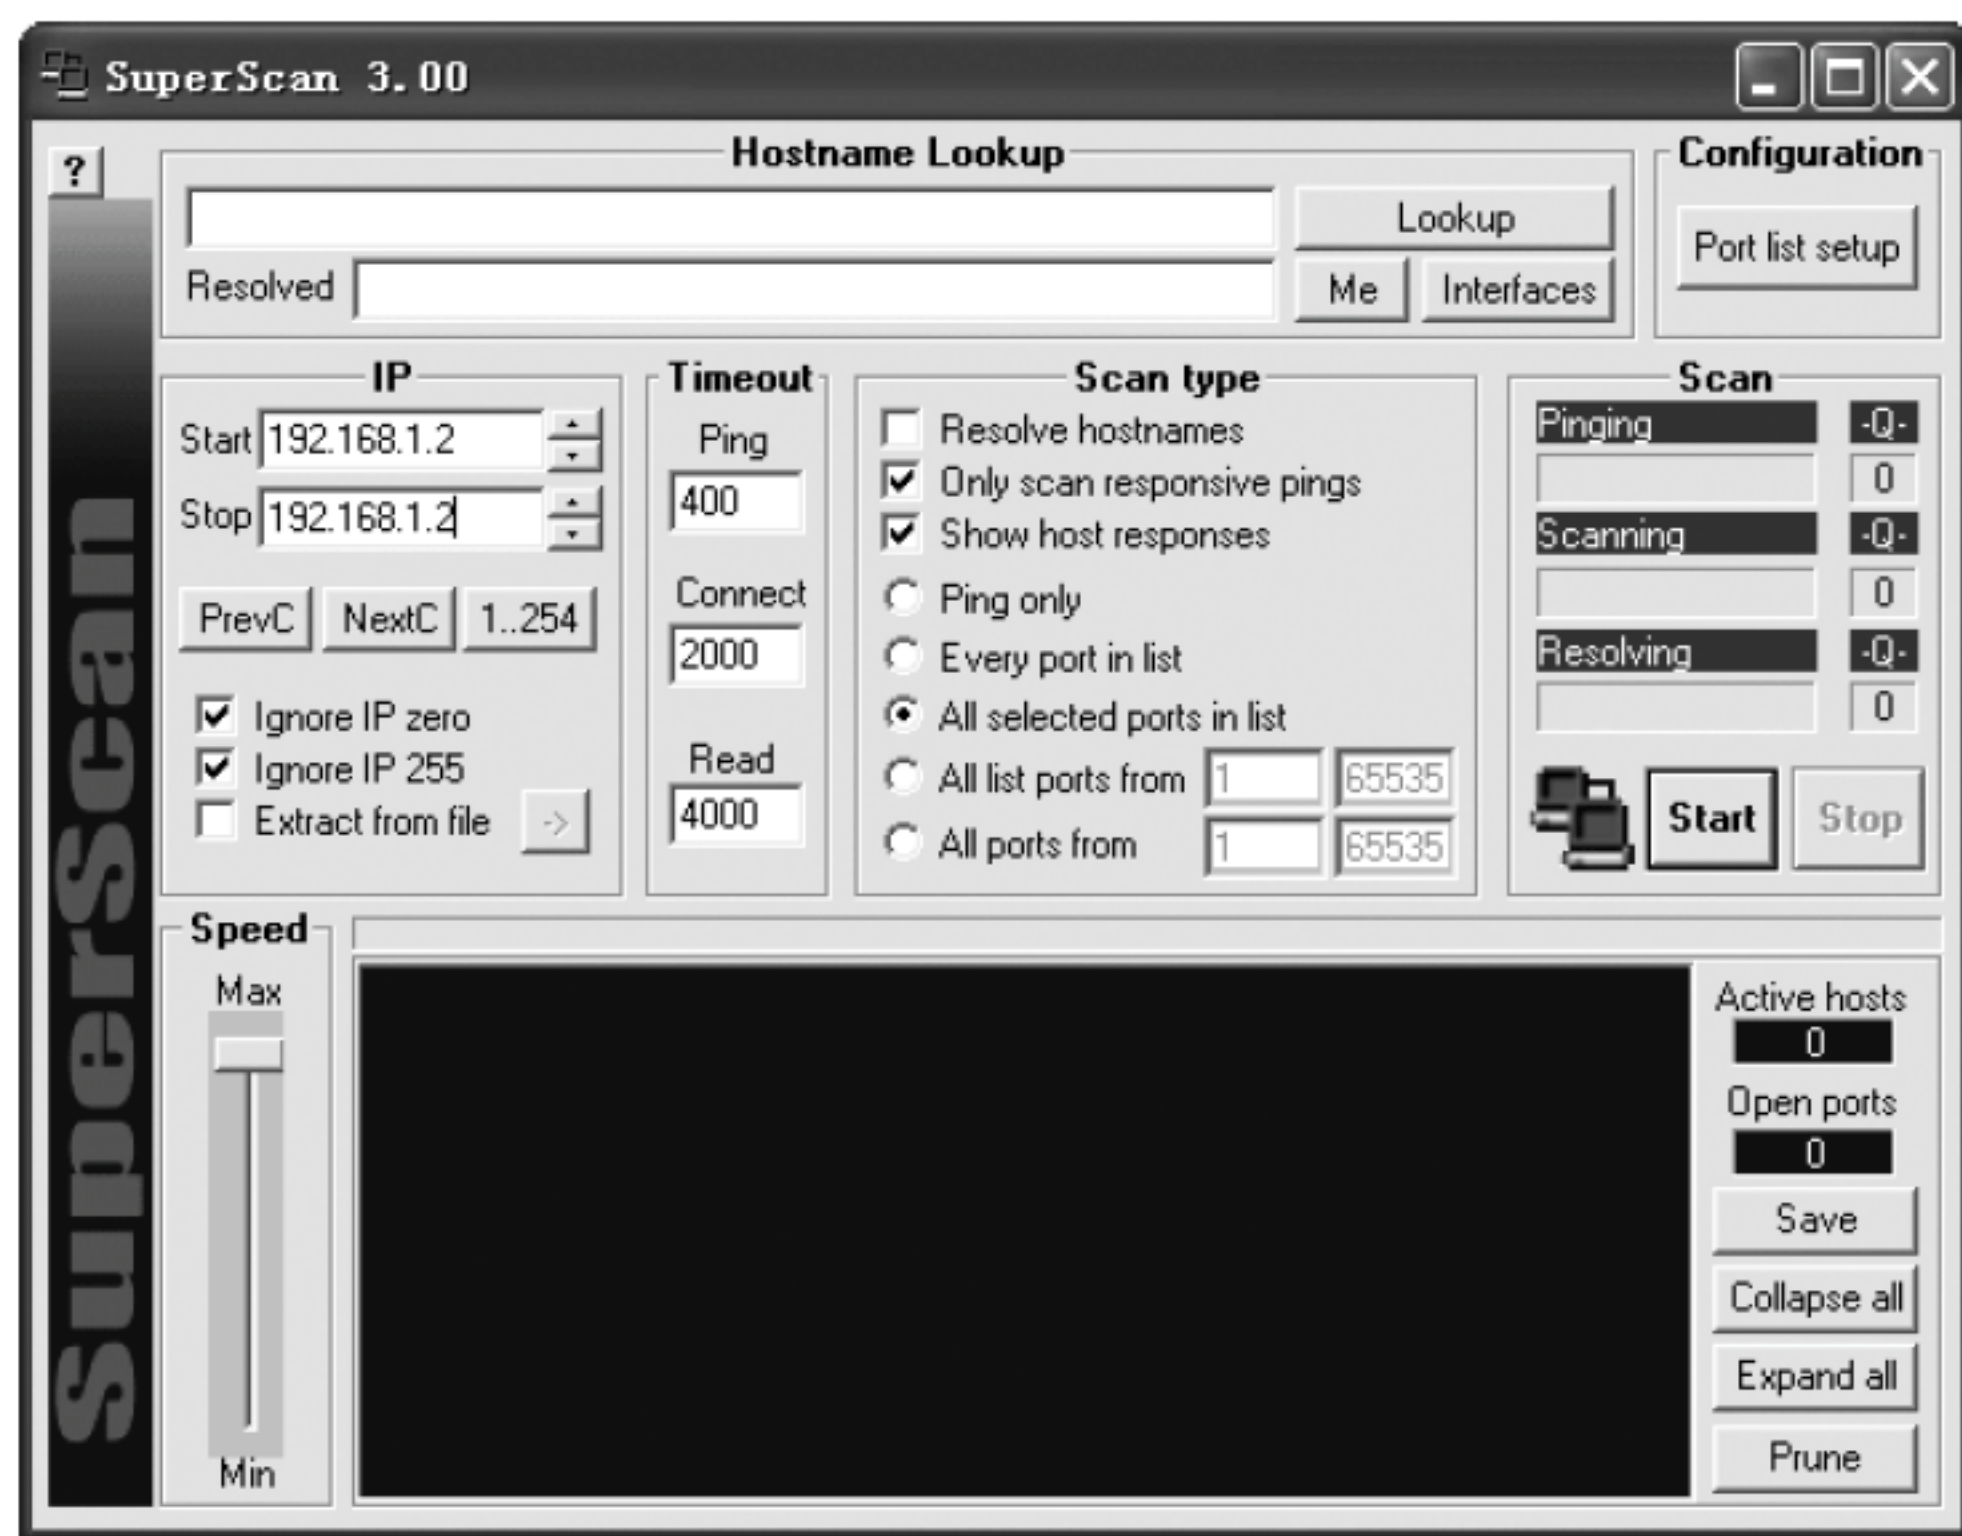 SuperScan 3.00
?
Hostname Lookup
Configuration
Lookup
Port list setup
Resolved
Me
Interfaces
IP
Timeout
Scan type
Scan
Start 192.168.1.2
Stop 192.168.1.2
PrevC
NextC
1..254
Ignore IP zero
Ignore IP 255
Extract from file
->
Ping
400
Connect
2000
Read
4000
Resolve hostnames
Only scan responsive pings
Show host responses
Ping only
Every port in list
All selected ports in list
All list ports from 1 65535
All ports from 1 65535
Pinging -Q-
0
Scanning -Q-
0
Resolving -Q-
0
Start
Stop
SuperScan
Speed
Max
Min
Active hosts
0
Open ports
0
Save
Collapse all
Expand all
Prune